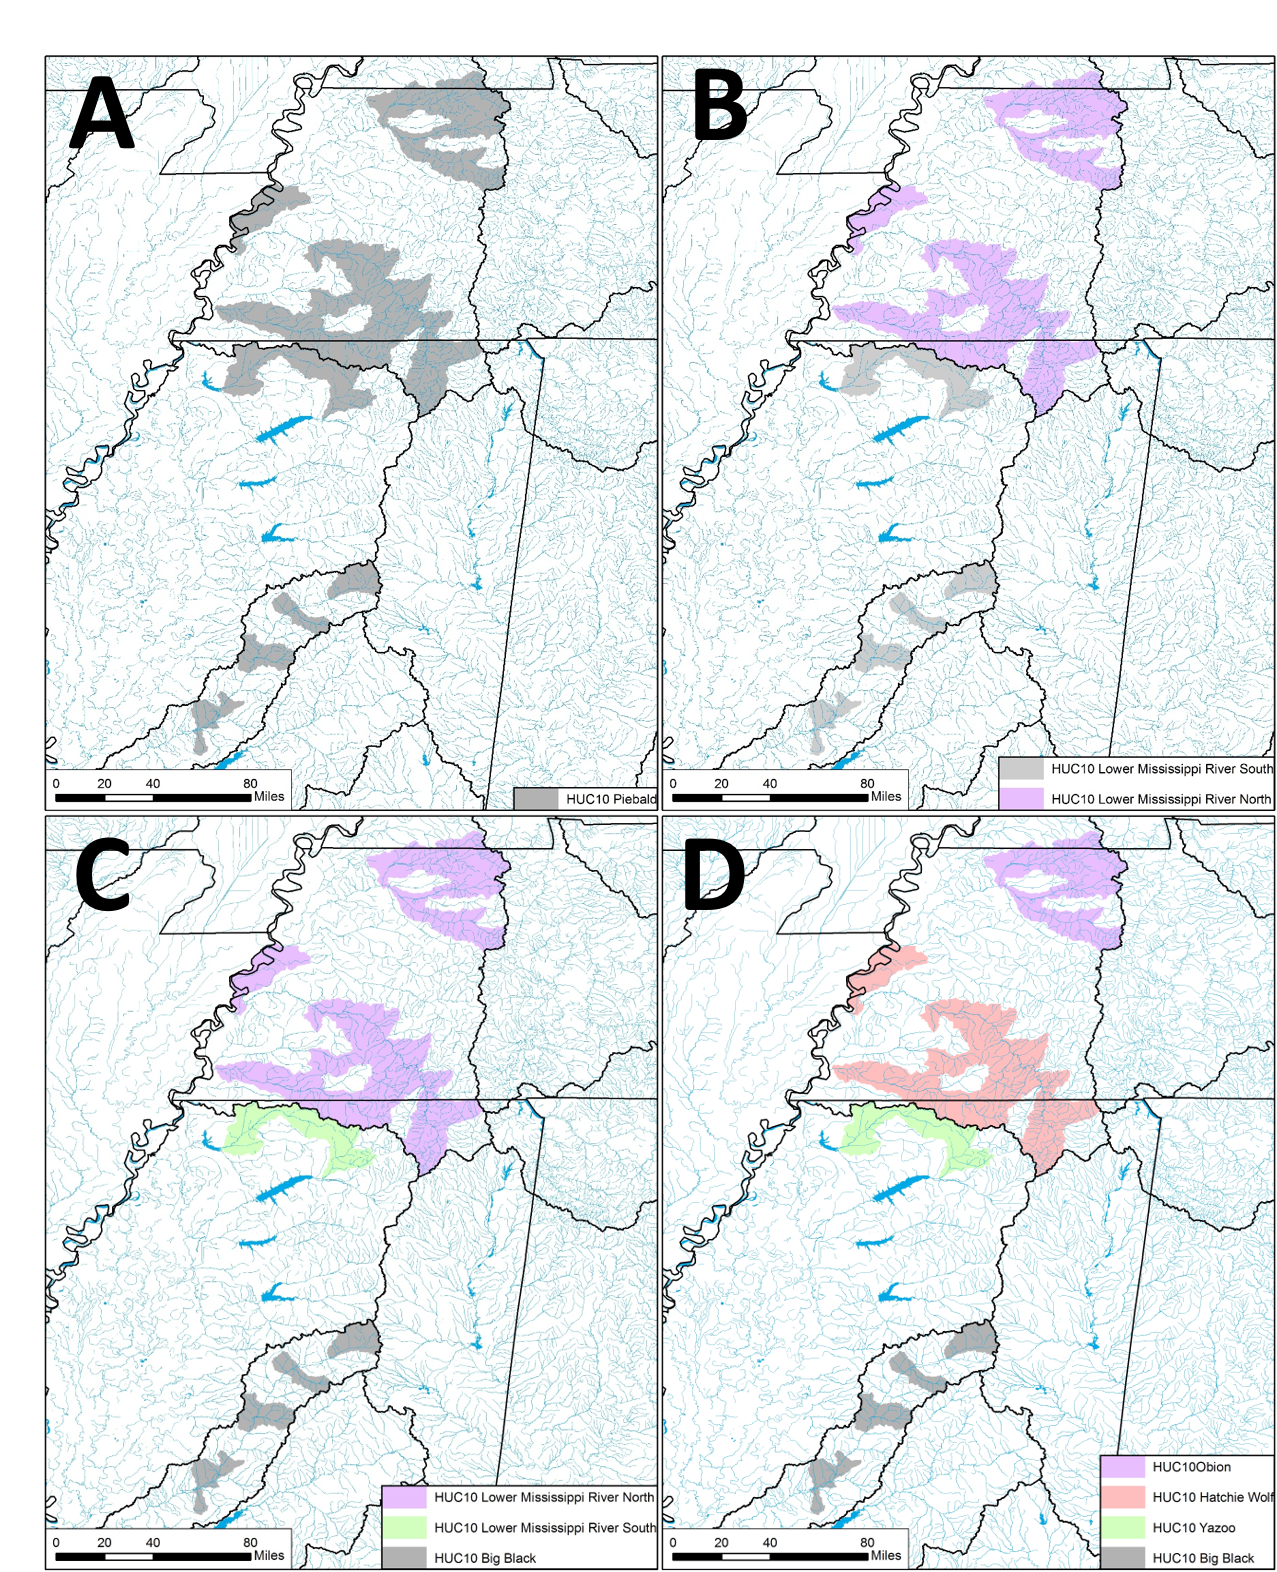 A
B
0 20 40 80
Miles
HUC10 Piebald
0 20 40 80
Miles
HUC10 Lower Mississippi River South
HUC10 Lower Mississippi River North
C
D
0 20 40 80
Miles
HUC10 Lower Mississippi River North
HUC10 Lower Mississippi River South
HUC10 Big Black
0 20 40 80
Miles
HUC10Obion
HUC10 Hatchie Wolf
HUC10 Yazoo
HUC10 Big Black